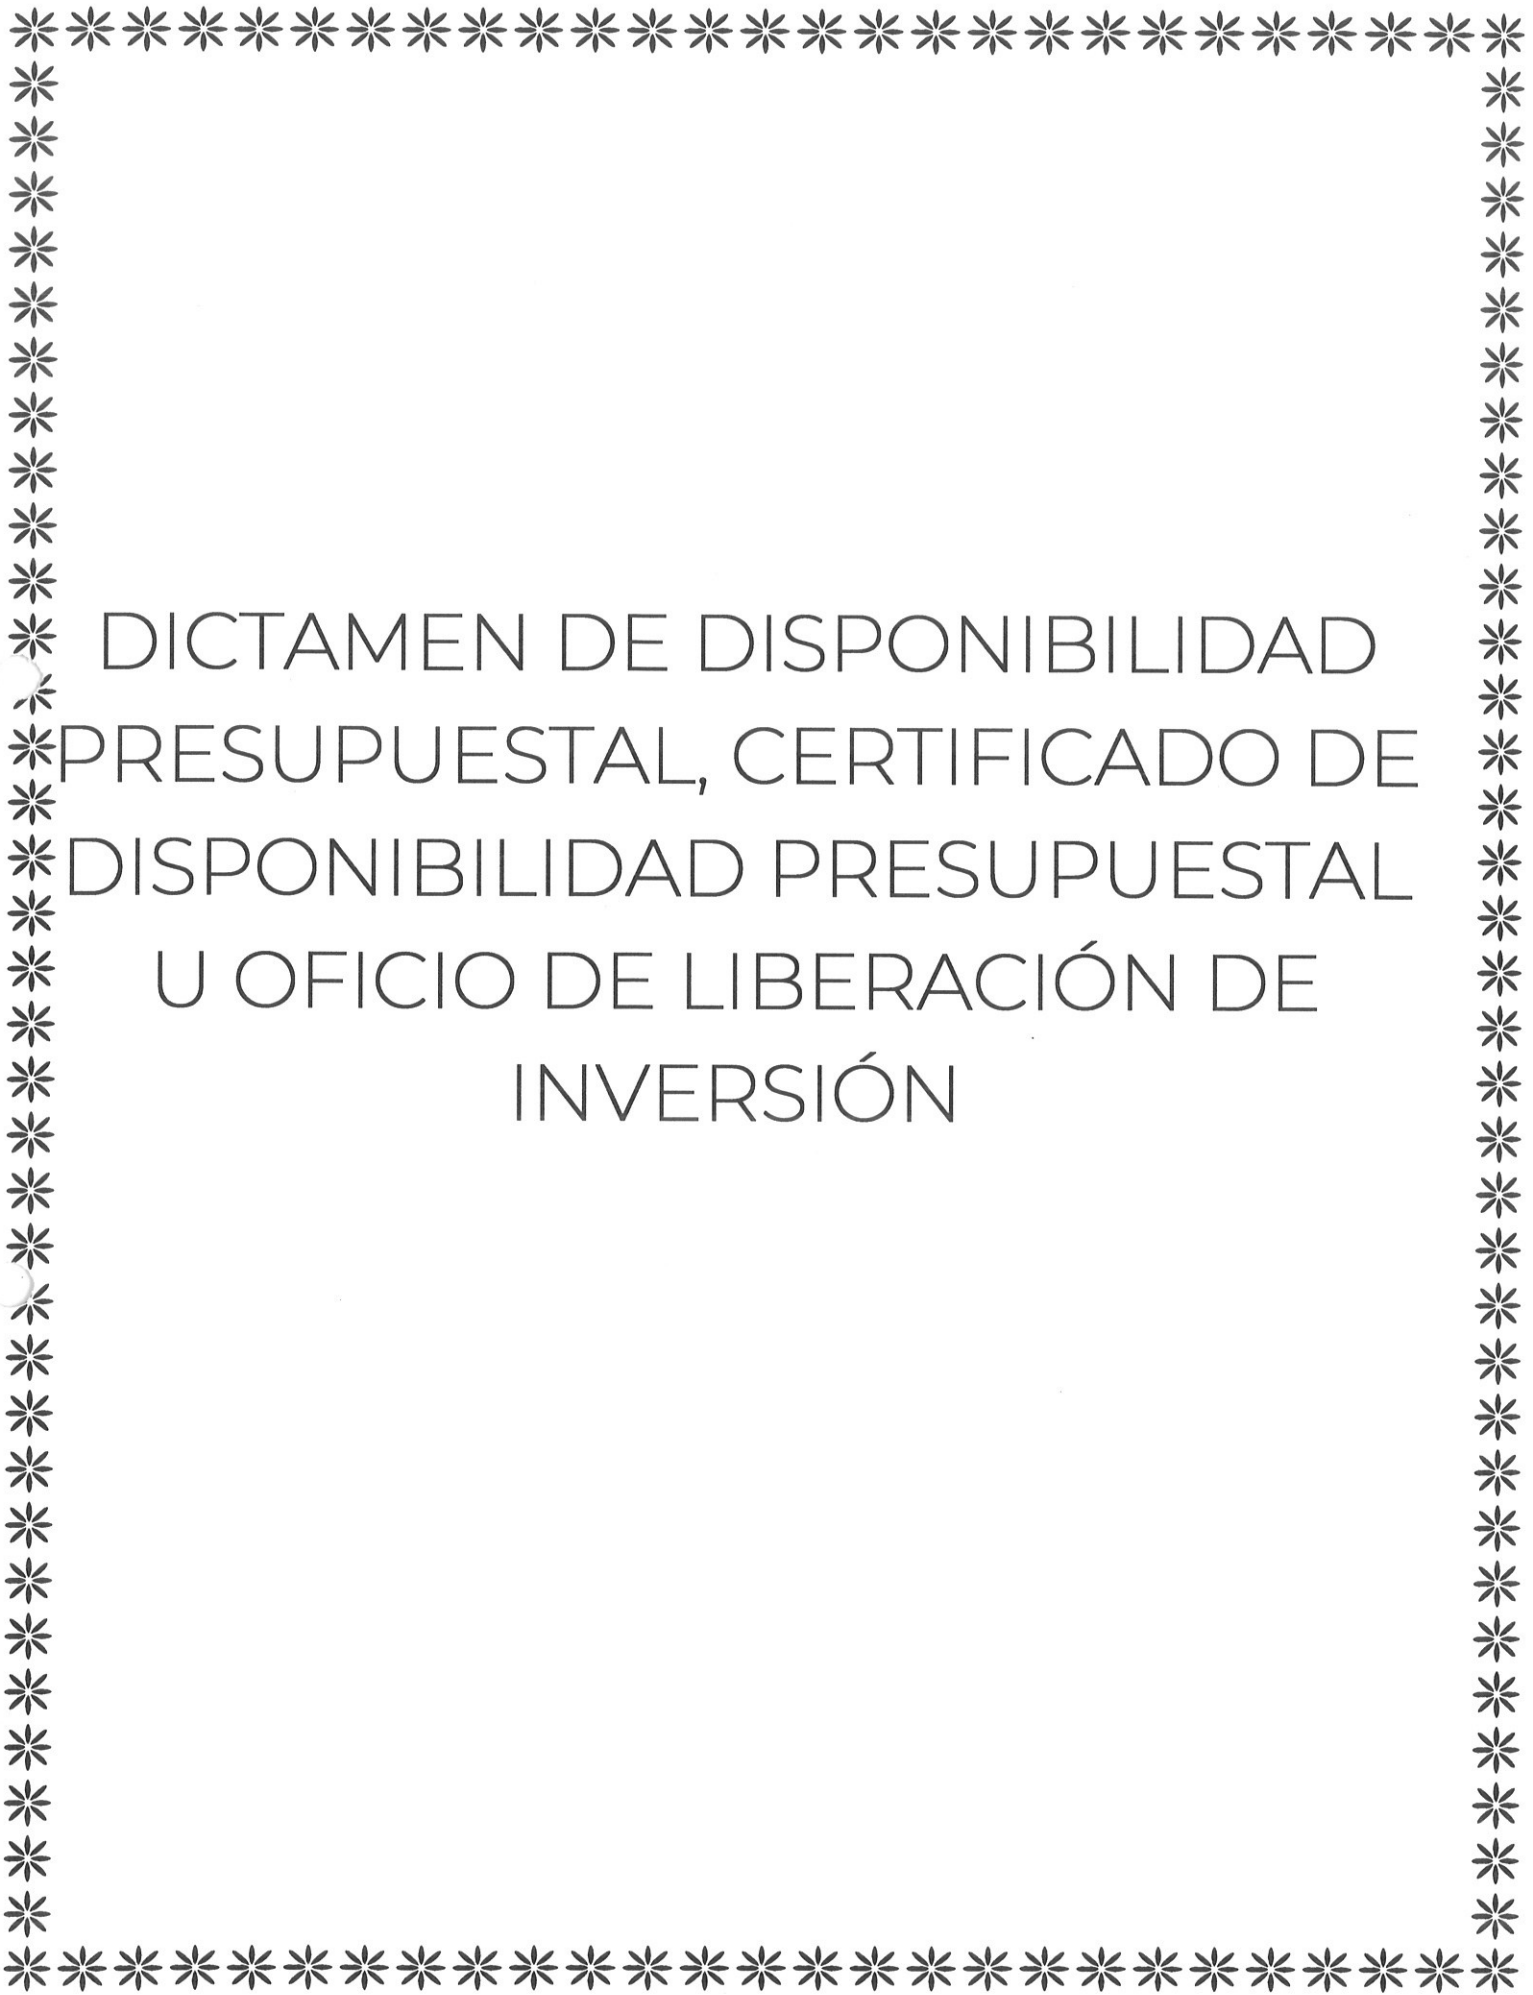 DICTAMEN DE DISPONIBILIDAD
PRESUPUESTAL, CERTIFICADO DE
DISPONIBILIDAD PRESUPUESTAL
U OFICIO DE LIBERACIÓN DE
INVERSIÓN